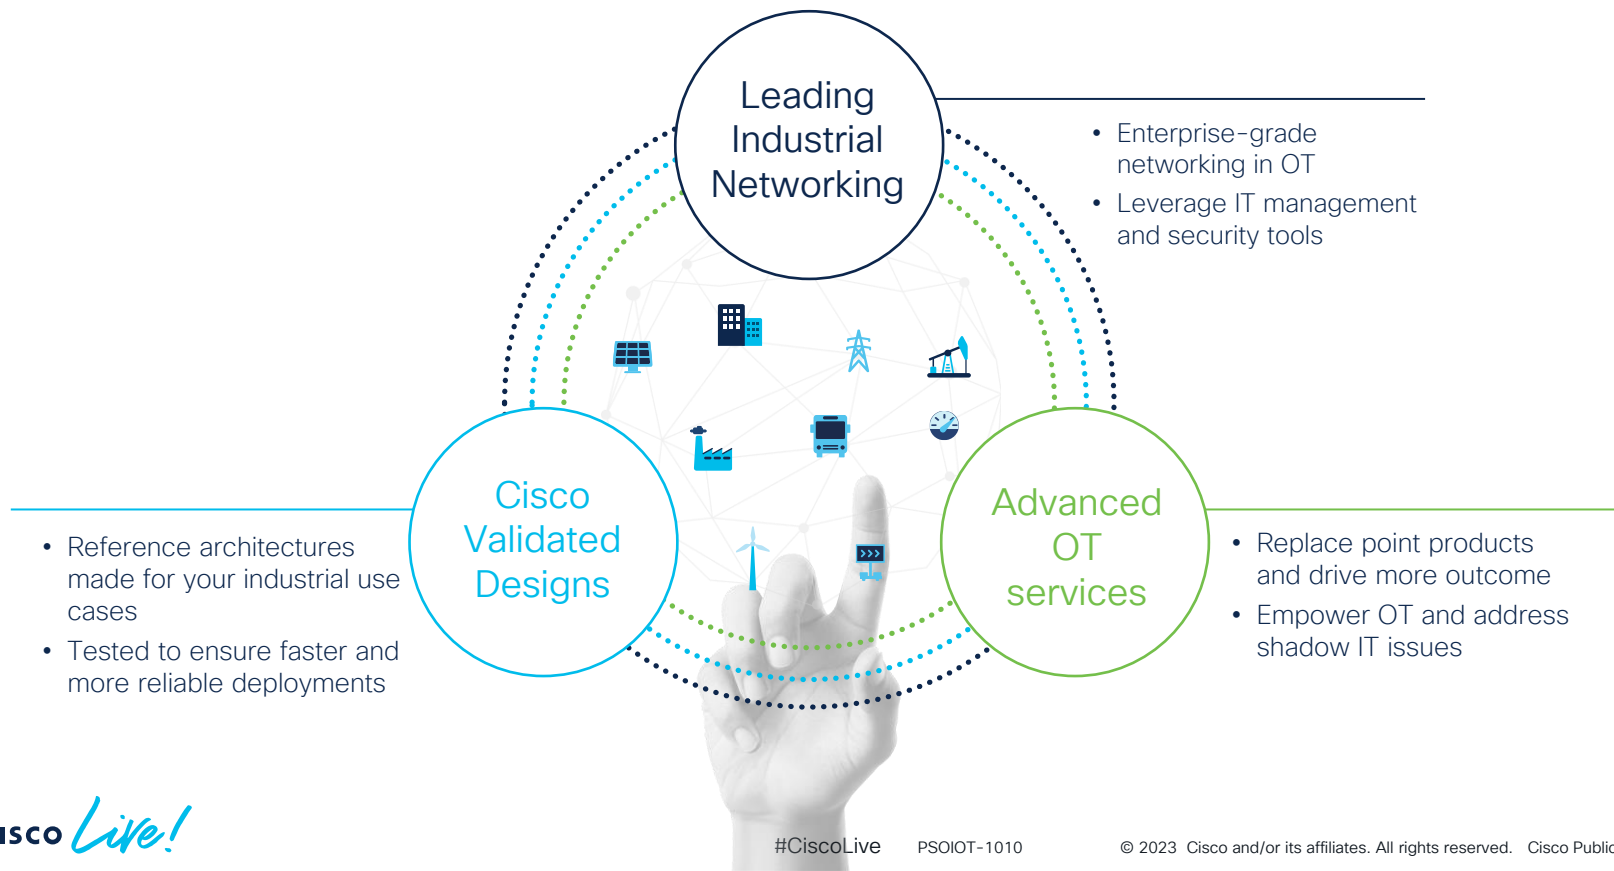 Leading
Industrial
Networking
• Enterprise-grade
networking in OT
• Leverage IT management
and security tools
Cisco
Validated
Designs
• Reference architectures
made for your industrial use
cases
• Tested to ensure faster and
more reliable deployments
Advanced
OT
services
• Replace point products
and drive more outcome
• Empower OT and address
shadow IT issues
isco Live!
#CiscoLive
PSOIOT-1010
© 2023 Cisco and/or its affiliates. All rights reserved. Cisco Public